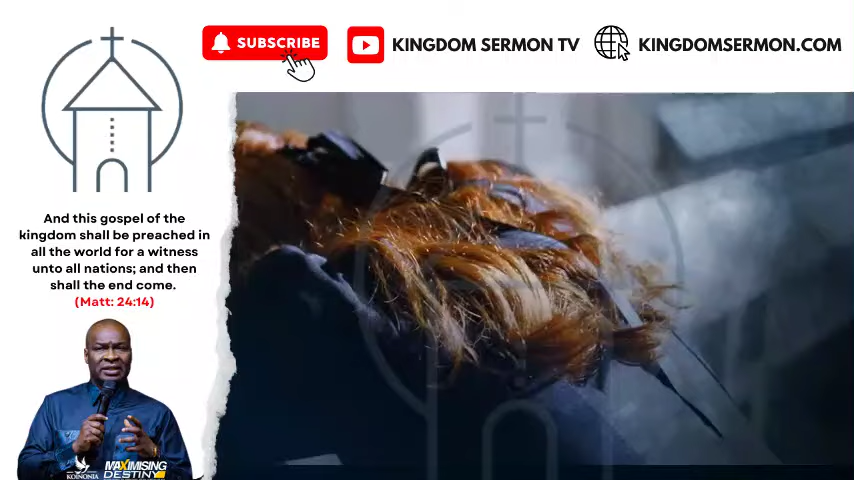 SUBSCRIBE
KINGDOM SERMON TV
KINGDOMSERMON.COM
And this gospel of the
kingdom shall be preached in
all the world for a witness
unto all nations; and then
shall the end come.
(Matt: 24:14)
KOINONIA
MAXIMISING
DESTINY